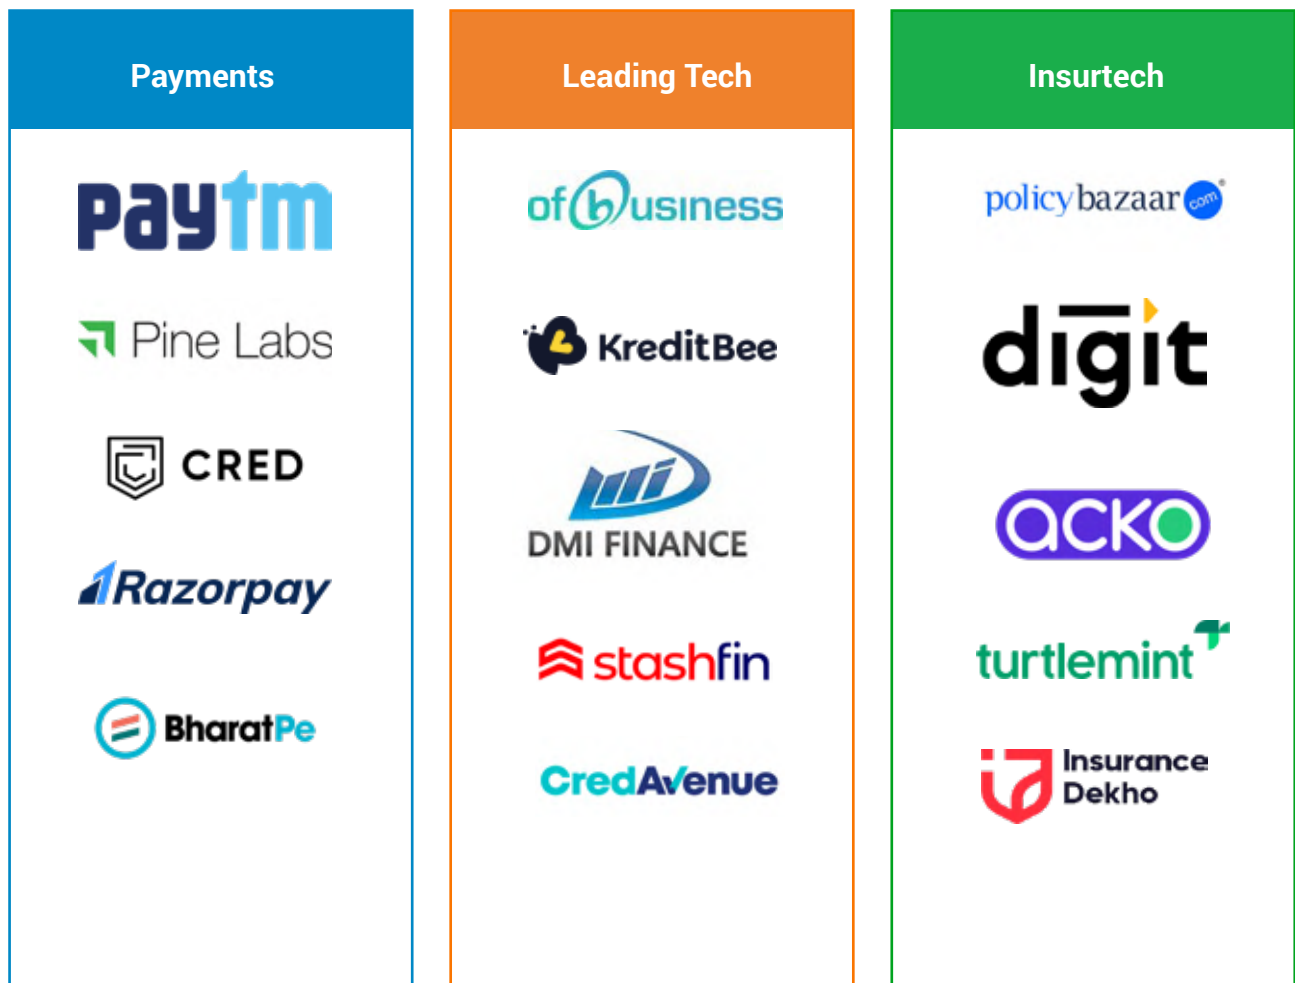 Payments
paytm
Pine Labs
CRED
Razorpay
BharatPe
Leading Tech
ofbusiness
KreditBee
DMI FINANCE
stashfin
CredAvenue
Insurtech
policybazaar.com®
digit
acko
turtlemint
Insurance
Dekho